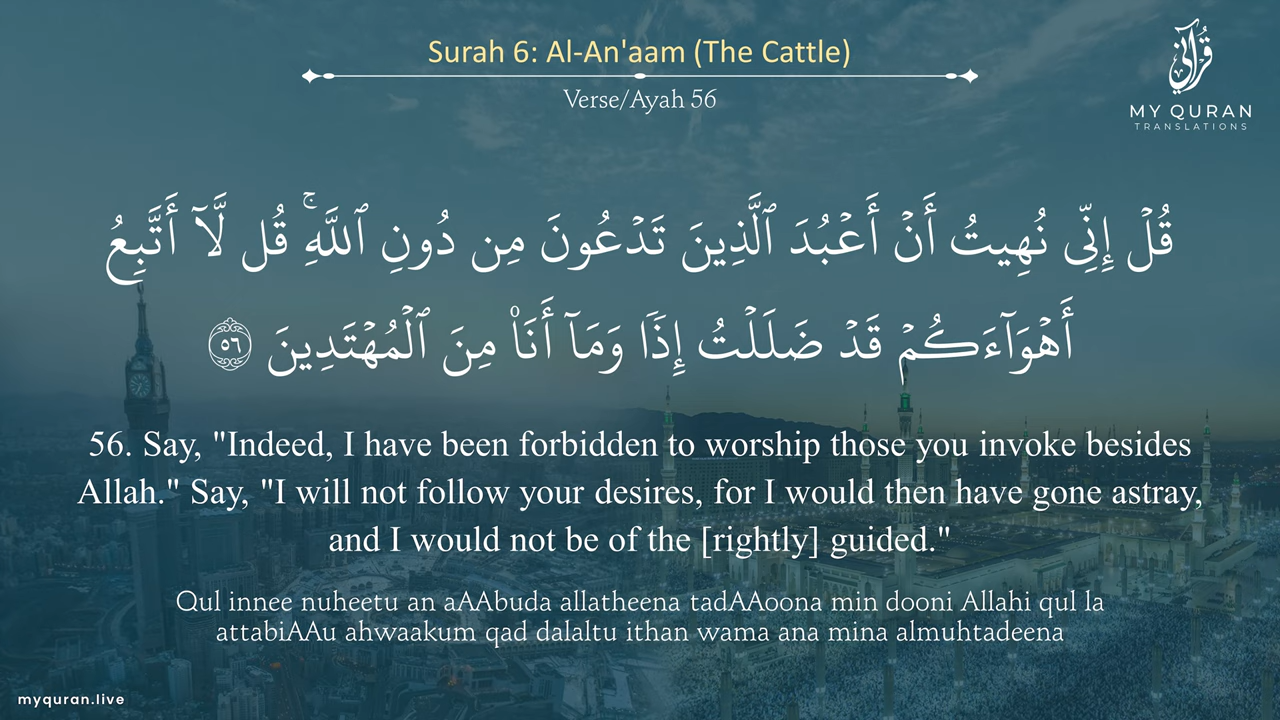 Surah 6: Al-An'aam (The Cattle)
Verse/Ayah 56
قرآني
MY QURAN
TRANSLATIONS
قُلْ إِنِّى نُهِيتُ أَنْ أَعْبُدَ ٱلَّذِينَ تَدْعُونَ مِن دُونِ ٱللَّهِ ۚ قُل لَّآ أَتَّبِعُ
أَهْوَآءَكُمْ قَدْ ضَلَلْتُ إِذًا وَمَآ أَنَا۠ مِنَ ٱلْمُهْتَدِينَ ٥٦
56. Say, "Indeed, I have been forbidden to worship those you invoke besides
Allah." Say, "I will not follow your desires, for I would then have gone astray,
and I would not be of the [rightly] guided."
Qul innee nuheetu an aAAbuda allatheena tadAAoona min dooni Allahi qul la
attabiAAu ahwaakum qad dalaltu ithan wama ana mina almuhtadeena
myquran.live